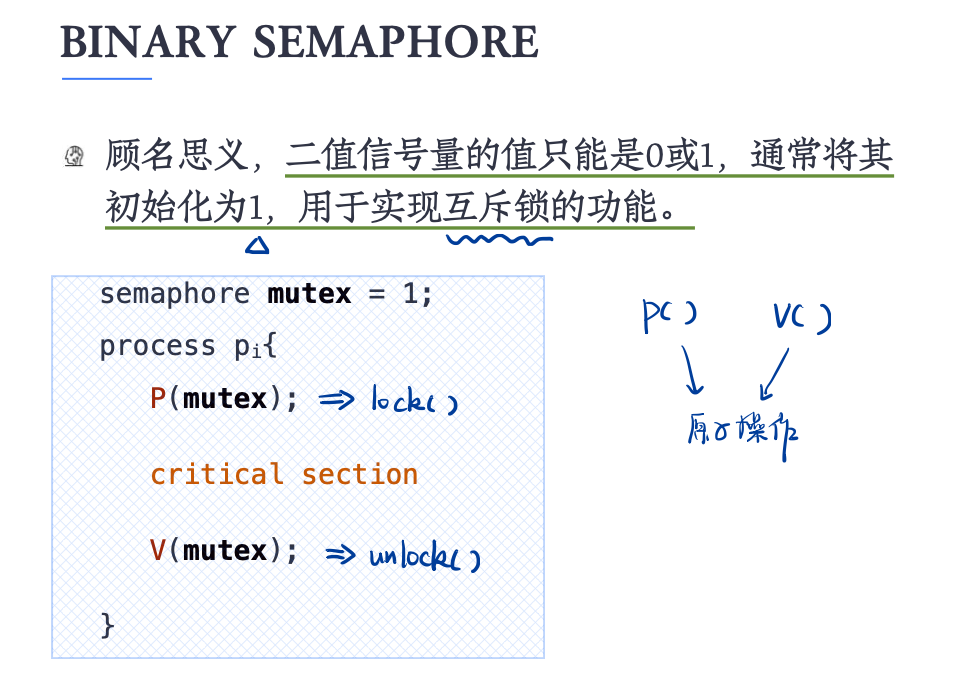 BINARY SEMAPHORE
顾名思义，二值信号量的值只能是0或1，通常将其
初始化为1，用于实现互斥锁的功能。
semaphore mutex = 1;
process pi{
P(mutex); => lock()
critical section
V(mutex); => unlock()
}
P() V()
原子操作